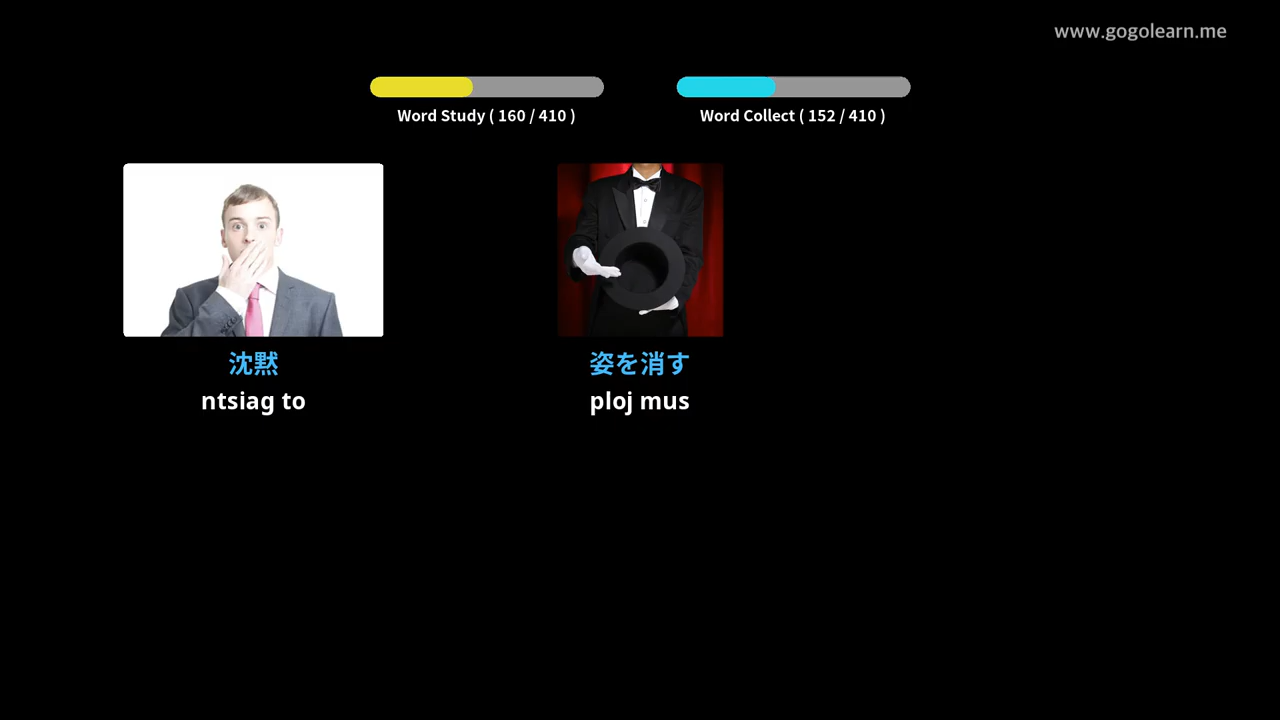 www.gogolearn.me
Word Study ( 160 / 410 )
Word Collect ( 152 / 410 )
沈黙
ntsiag to
姿を消す
ploj mus